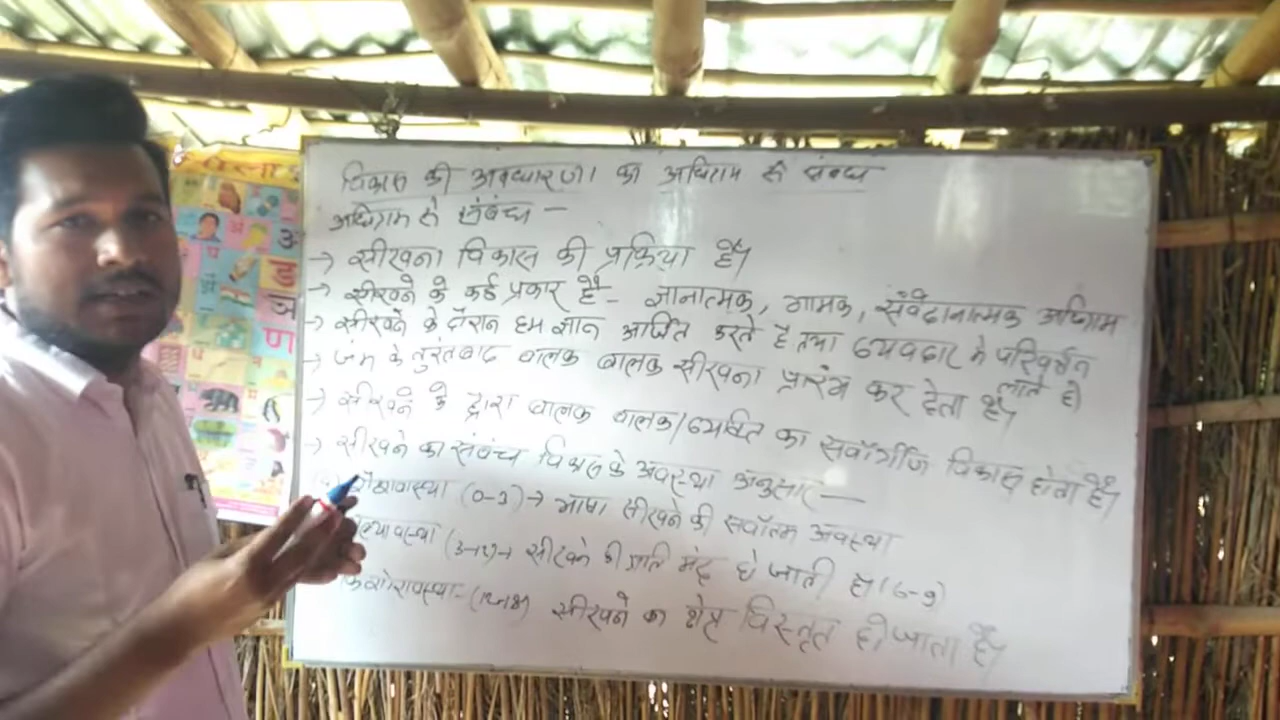 विकास की अवधारणा का अधिगम से संबंध
अधिगम से संबंध –
→ सीखना विकास की प्रक्रिया है।
→ सीखने के कई प्रकार है – ज्ञानात्मक, गामक, संवेदानात्मक अधिगम
→ सीखने के दौरान हम ज्ञान अर्जित करते है तथा व्यवहार मे परिवर्तन
लाते है
→ जंम के तुरंतबाद बालक बालक सीखना प्रारंभ कर देता है।
→ सीखने के द्वारा बालक बालक/व्यक्ति का सर्वांगीण विकास होता है।
→ सीखने का संबंध विकास के अवस्था अनुसार —
शैशवावस्था (0-3) → भाषा सीखने की सर्वोतम अवस्था
ल्यावस्था (3-12) → सीखने की गति मंद हो जाती है (6-9)
किशोरावस्था - (12-18) सीखने का क्षेत्र विस्तृत हो जाता है।
ड
ण